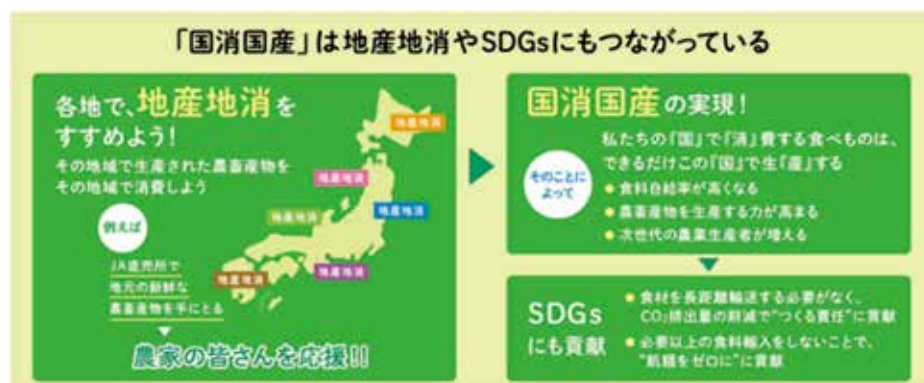 「国消国産」は地産地消やSDGsにもつながっている
各地で、地産地消を
すすめよう!
その地域で生産された農畜産物を
その地域で消費しよう
例えば
JA直売所で
地元の新鮮な
農畜産物を手にとる
農家の皆さんを応援!!
地産地消
地産地消
地産地消
地産地消
地産地消
地産地消
国消国産の実現!
私たちの「国」で「消」費する食べものは、
できるだけこの「国」で生「産」する
そのことに
よって
食料自給率が高くなる
農畜産物を生産する力が高まる
次世代の農業生産者が増える
SDGs
にも貢献
食材を長距離輸送する必要がなく、
CO₂排出量の削減で“つくる責任”に貢献
必要以上の食料輸入をしないことで、
“飢餓をゼロに”に貢献